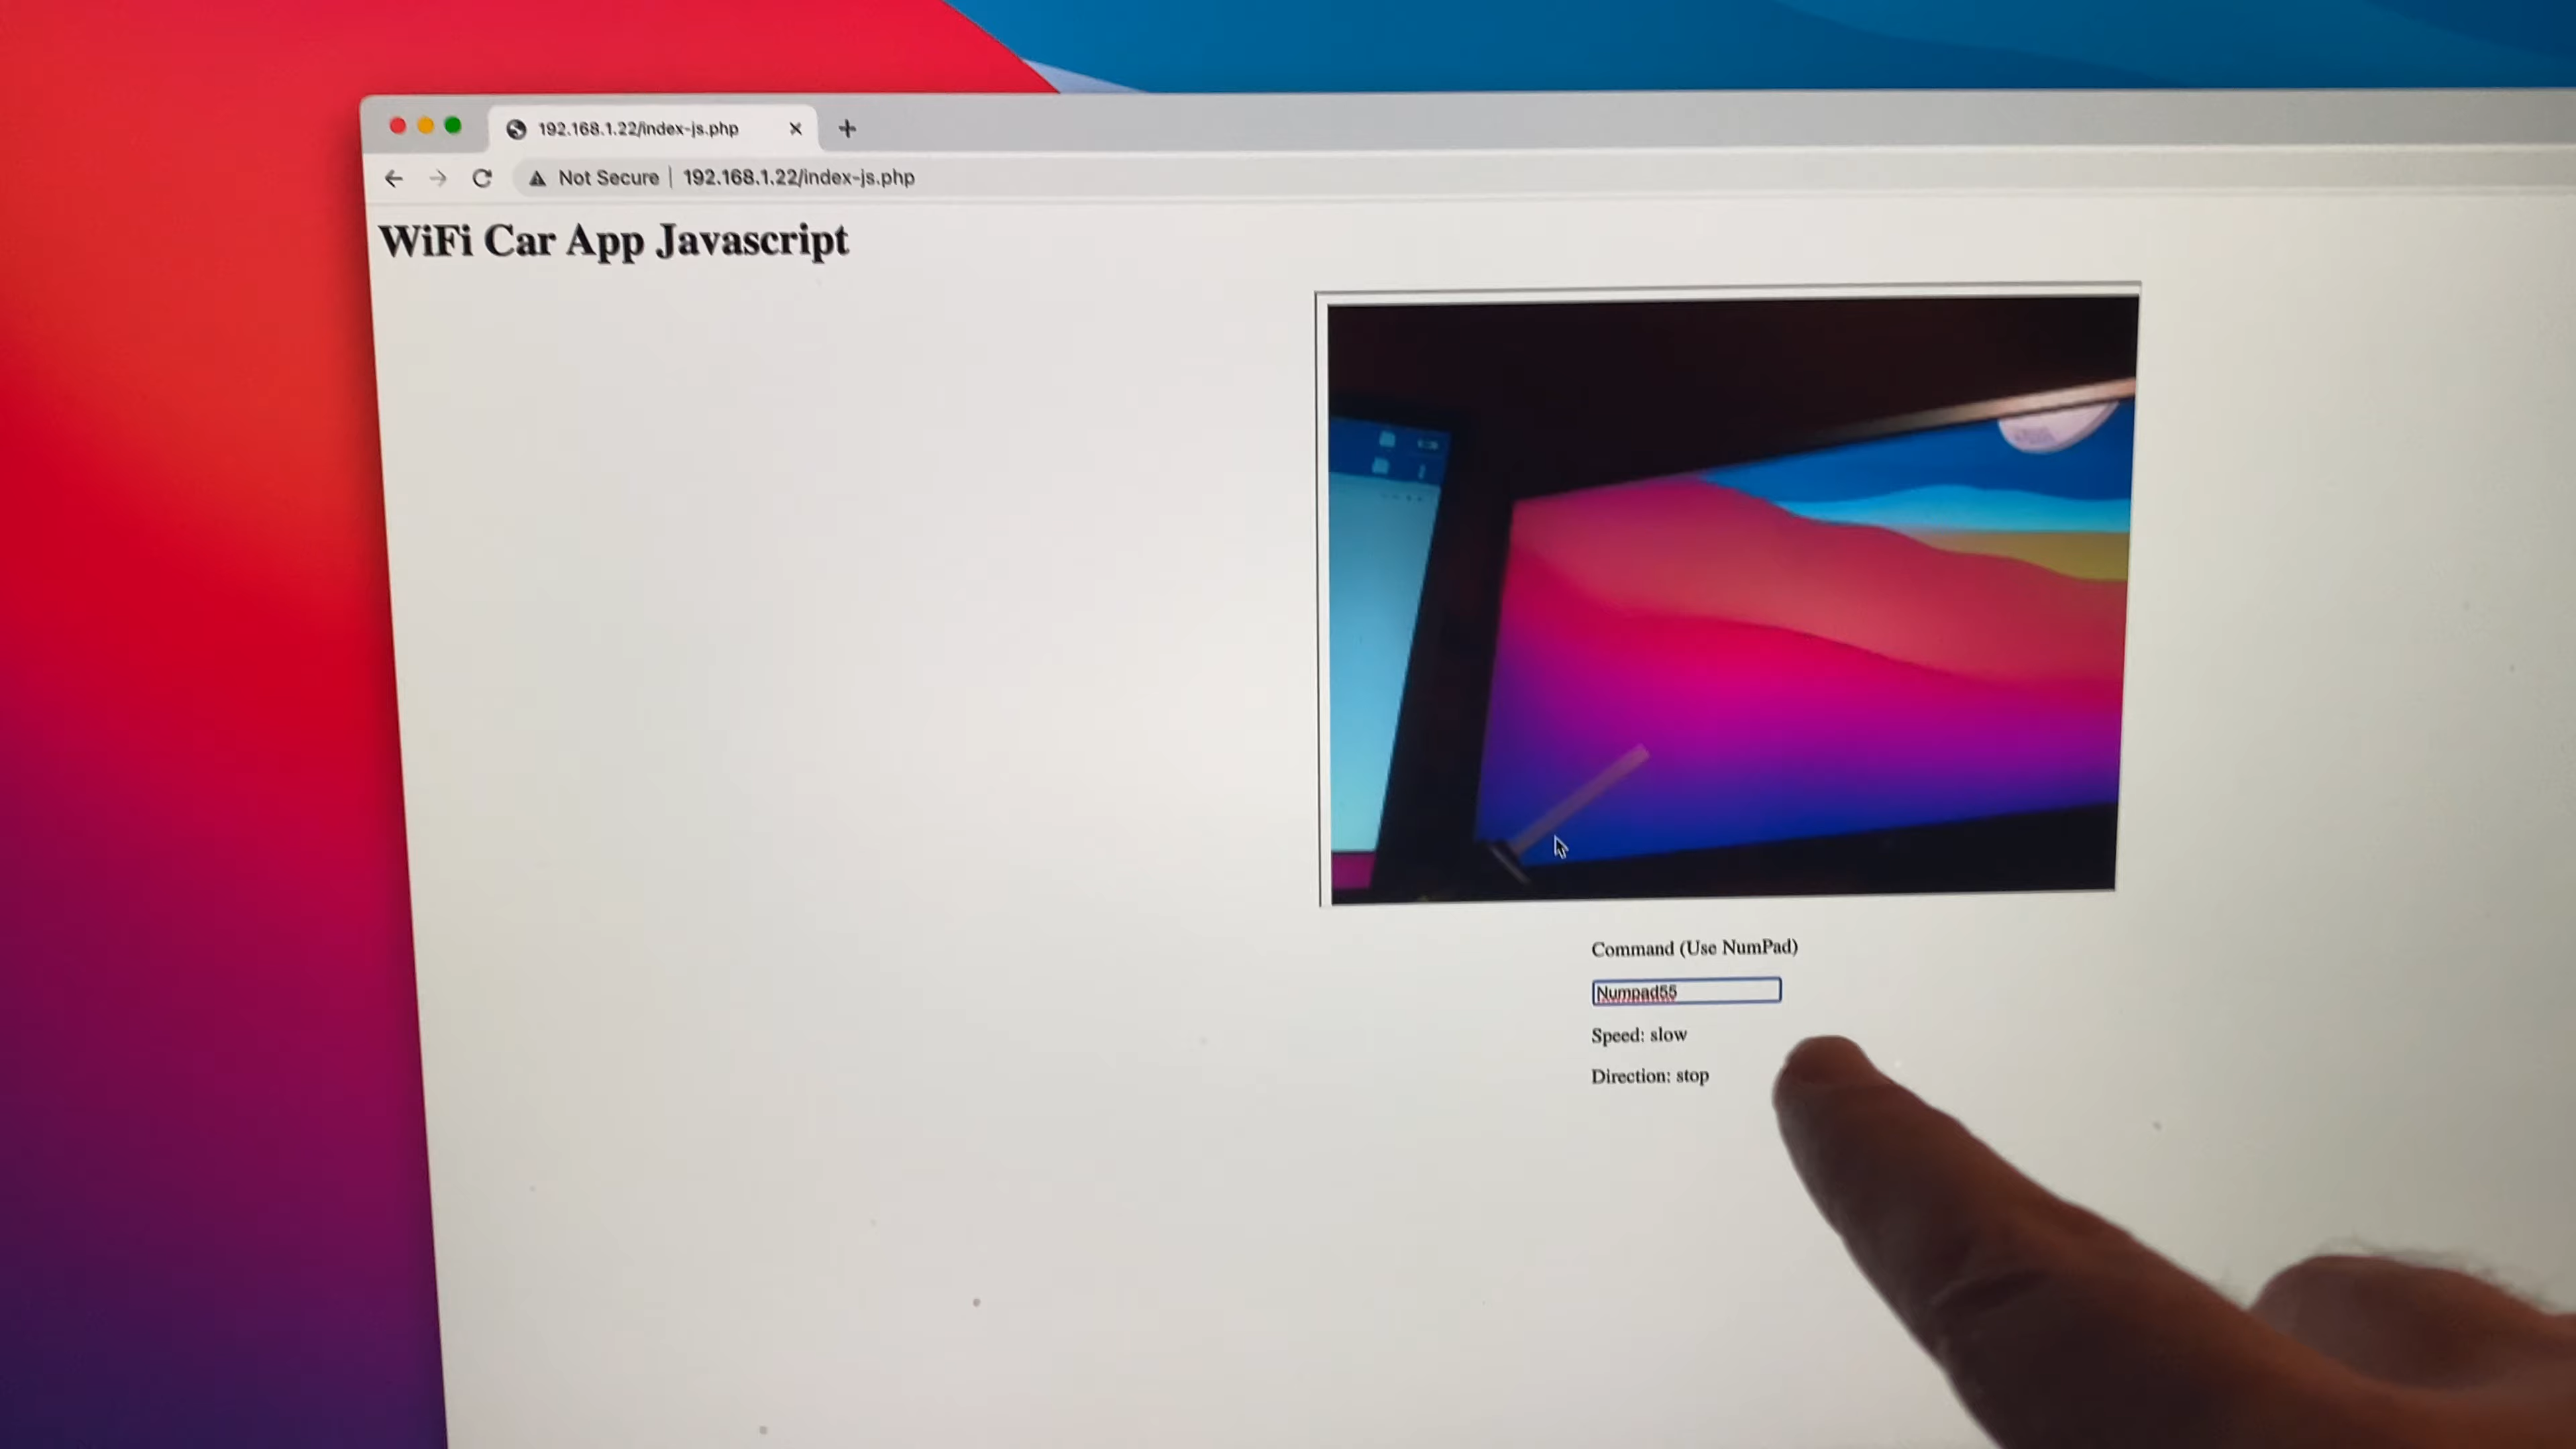 192.168.1.22/index-js.php
Not Secure | 192.168.1.22/index-js.php
WiFi Car App Javascript
Command (Use NumPad)
Numpad55
Speed: slow
Direction: stop